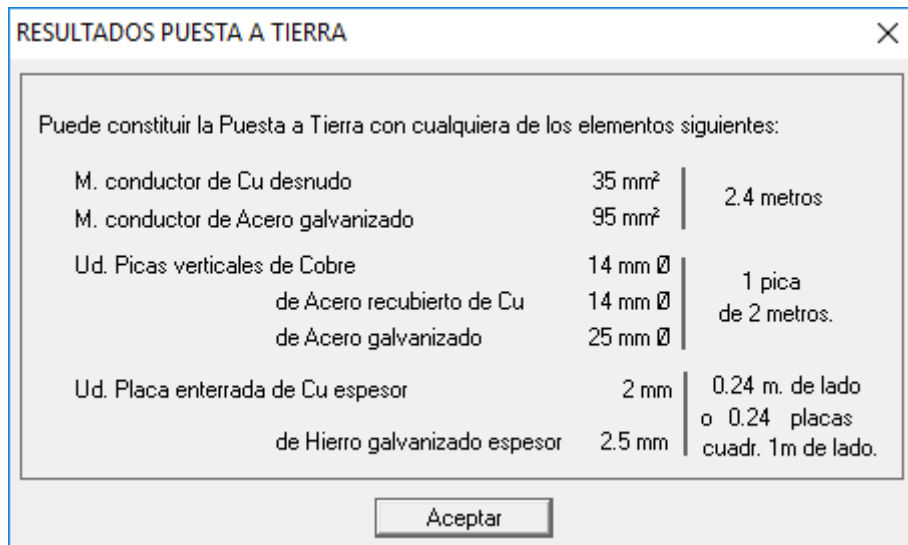 RESULTADOS PUESTA A TIERRA
Puede constituir la Puesta a Tierra con cualquiera de los elementos siguientes:
M. conductor de Cu desnudo 35 mm²
M. conductor de Acero galvanizado 95 mm²
2.4 metros
Ud. Picas verticales de Cobre 14 mm Ø
de Acero recubierto de Cu 14 mm Ø
de Acero galvanizado 25 mm Ø
1 pica
de 2 metros.
Ud. Placa enterrada de Cu espesor 2 mm
de Hierro galvanizado espesor 2.5 mm
0.24 m. de lado
o 0.24 placas
cuadr. 1m de lado.
Aceptar